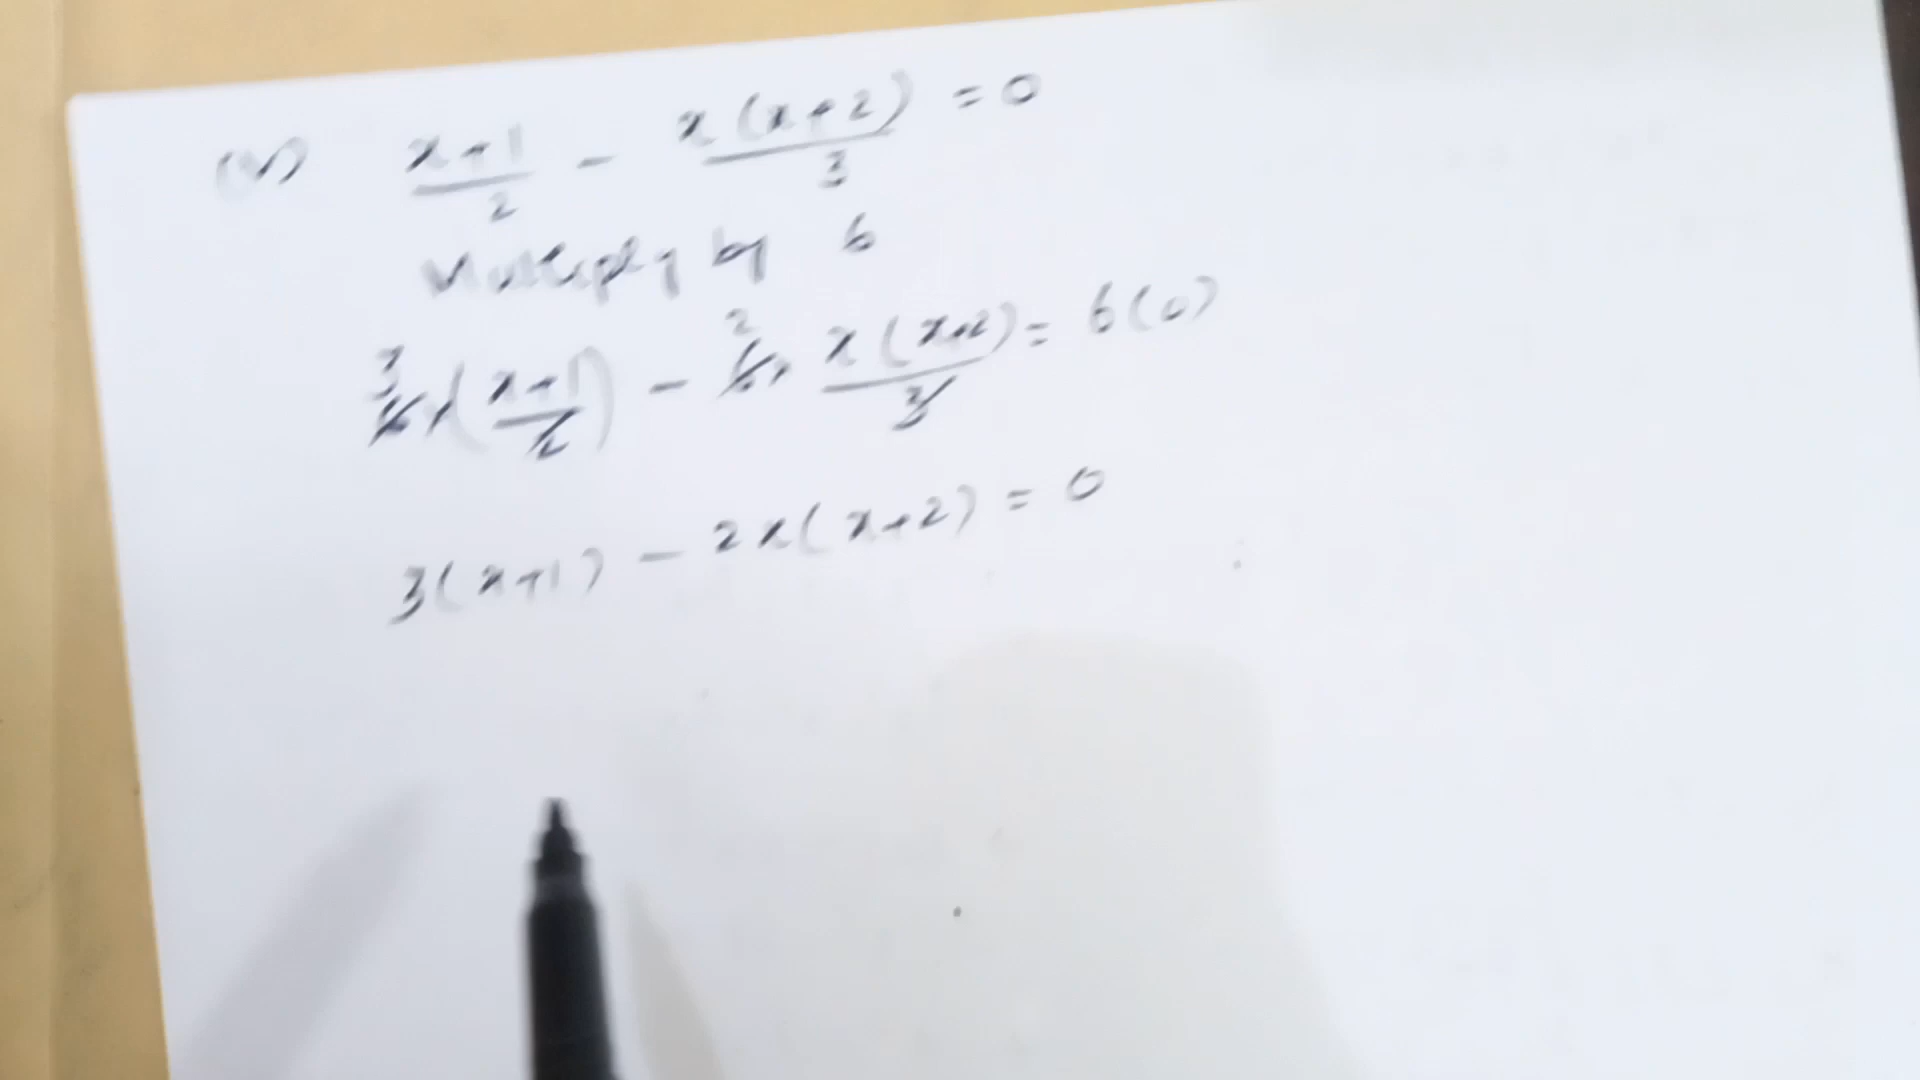 (v) x+1/2 - x(x+2)/3 = 0
Multiply by 6
3 6×(x+1/2) - 2 6× x(x+2)/3 = 6(0)
3(x+1) - 2x(x+2) = 0